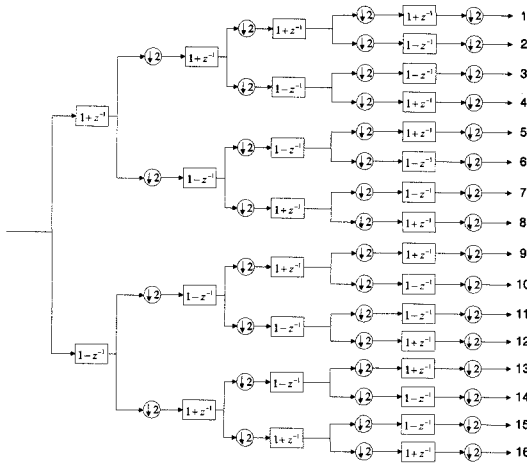 ↓2 1+z⁻¹ ↓2 1
↓2 1+z⁻¹
↓2 1+z⁻¹ ↓2 1−z⁻¹ ↓2 2
↓2 1−z⁻¹ ↓2 3
↓2 1−z⁻¹
1+z⁻¹ ↓2 1+z⁻¹ ↓2 4
↓2 1+z⁻¹ ↓2 5
↓2 1−z⁻¹
↓2 1−z⁻¹ ↓2 1−z⁻¹ ↓2 6
↓2 1−z⁻¹ ↓2 7
↓2 1+z⁻¹
↓2 1+z⁻¹ ↓2 8
↓2 1+z⁻¹ ↓2 9
↓2 1+z⁻¹
↓2 1−z⁻¹ ↓2 1−z⁻¹ ↓2 10
↓2 1−z⁻¹ ↓2 11
↓2 1−z⁻¹
1−z⁻¹ ↓2 1+z⁻¹ ↓2 12
↓2 1+z⁻¹ ↓2 13
↓2 1−z⁻¹
↓2 1+z⁻¹ ↓2 1−z⁻¹ ↓2 14
↓2 1−z⁻¹ ↓2 15
↓2 1+z⁻¹
↓2 1+z⁻¹ ↓2 16